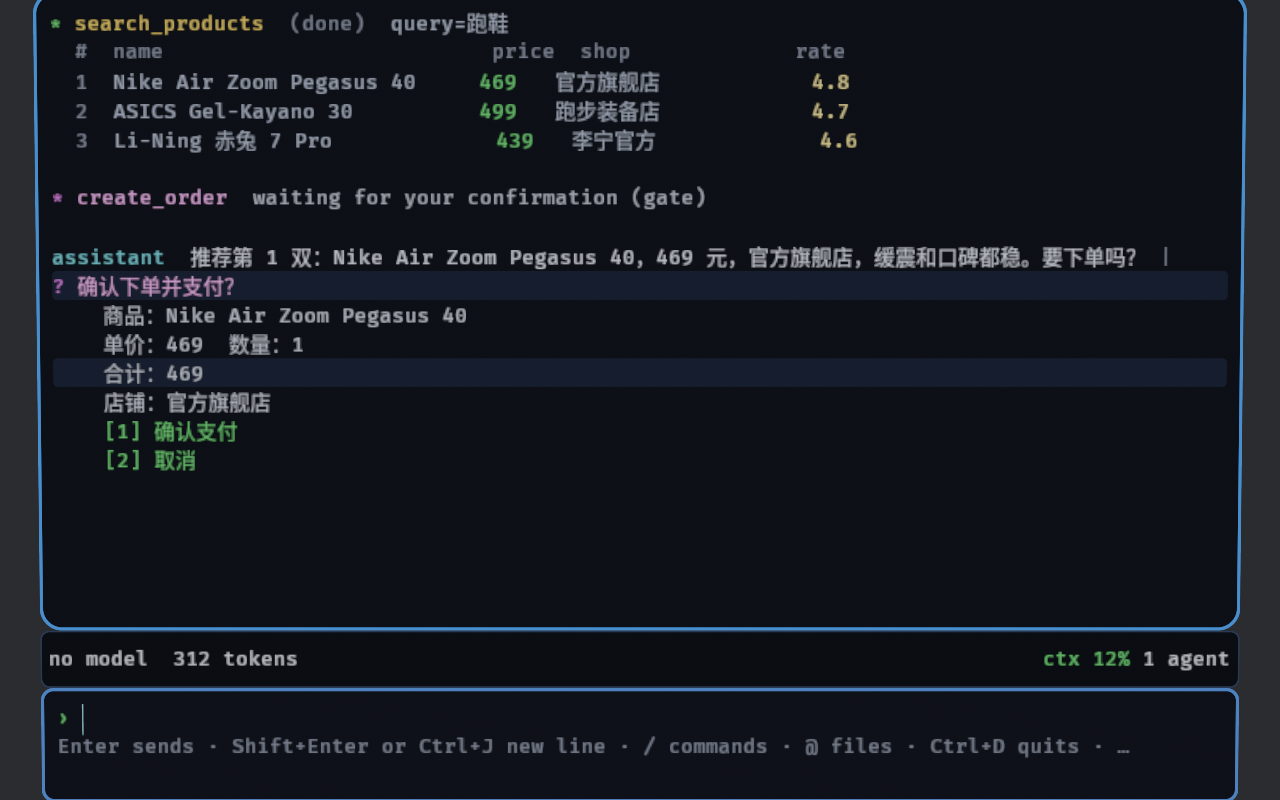 * search_products (done) query=跑鞋
# name price shop rate
1 Nike Air Zoom Pegasus 40 469 官方旗舰店 4.8
2 ASICS Gel-Kayano 30 499 跑步装备店 4.7
3 Li-Ning 赤兔 7 Pro 439 李宁官方 4.6
* create_order waiting for your confirmation (gate)
assistant 推荐第 1 双: Nike Air Zoom Pegasus 40, 469 元, 官方旗舰店, 缓震和口碑都稳。要下单吗?
? 确认下单并支付?
商品: Nike Air Zoom Pegasus 40
单价: 469 数量: 1
合计: 469
店铺: 官方旗舰店
[1] 确认支付
[2] 取消
no model 312 tokens ctx 12% 1 agent
›
Enter sends · Shift+Enter or Ctrl+J new line · / commands · @ files · Ctrl+D quits · …